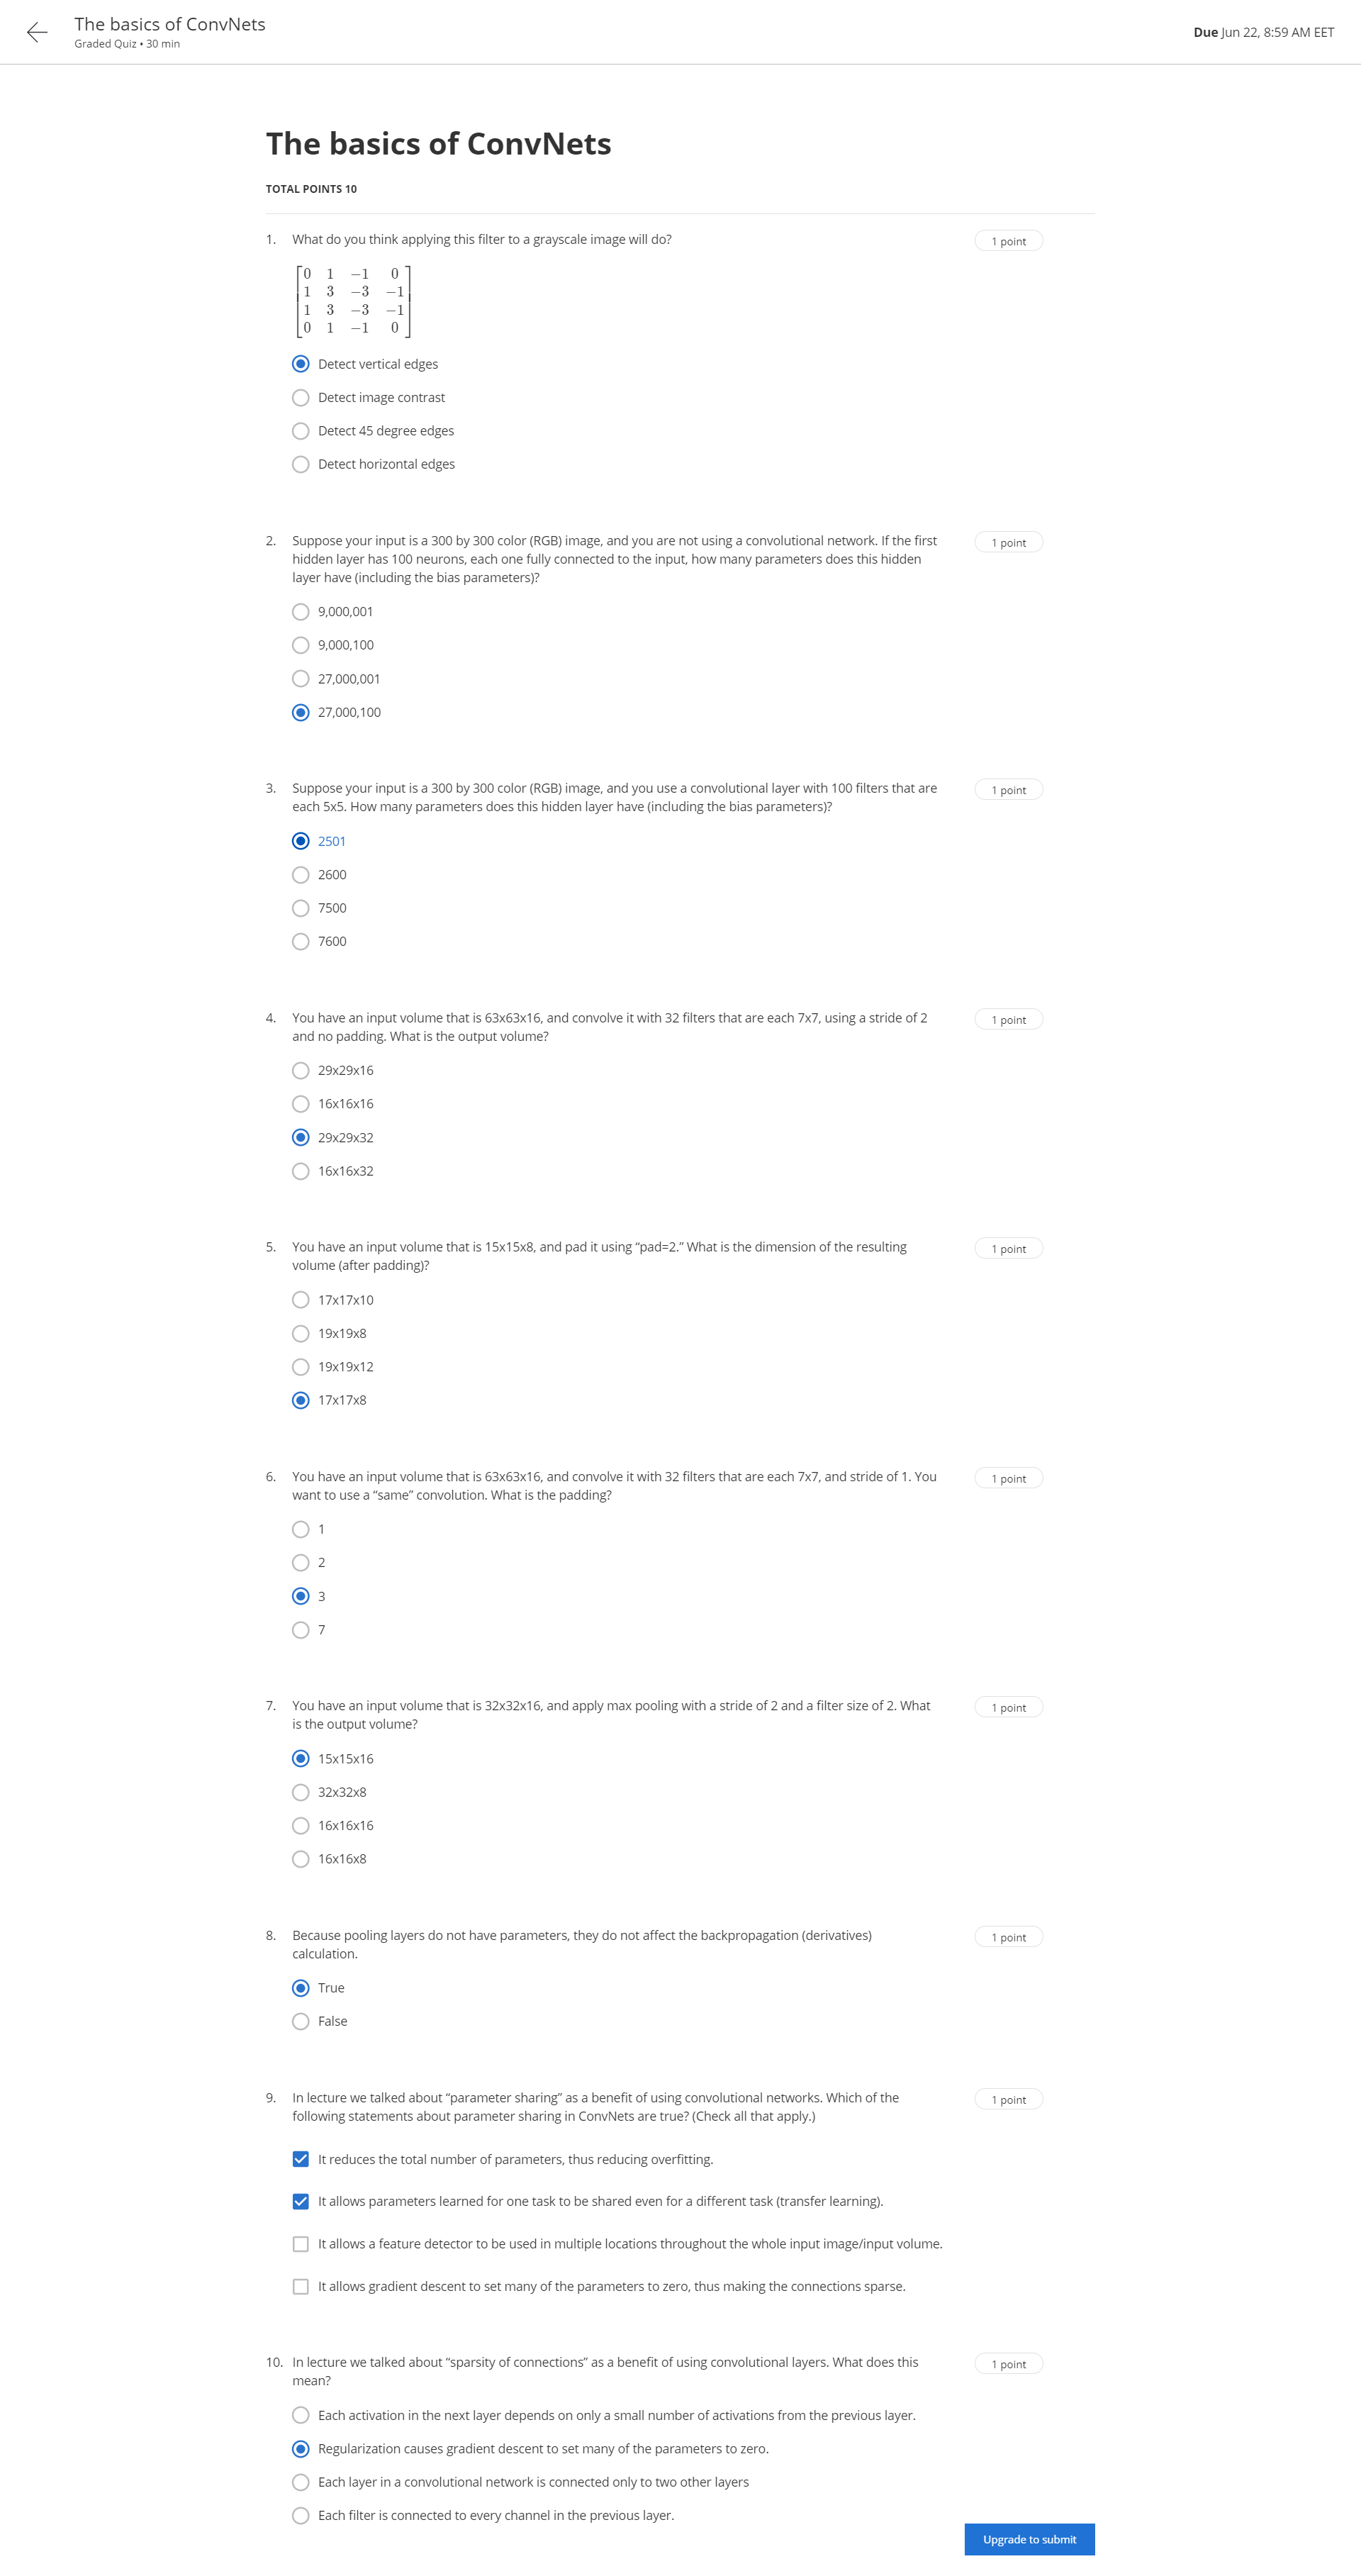 The basics of ConvNets
Graded Quiz • 30 min
Due Jun 22, 8:59 AM EET
The basics of ConvNets
TOTAL POINTS 10
1. What do you think applying this filter to a grayscale image will do?
1 point
0 1 −1 0
1 3 −3 −1
1 3 −3 −1
0 1 −1 0
Detect vertical edges
Detect image contrast
Detect 45 degree edges
Detect horizontal edges
2. Suppose your input is a 300 by 300 color (RGB) image, and you are not using a convolutional network. If the first
1 point
hidden layer has 100 neurons, each one fully connected to the input, how many parameters does this hidden
layer have (including the bias parameters)?
9,000,001
9,000,100
27,000,001
27,000,100
3. Suppose your input is a 300 by 300 color (RGB) image, and you use a convolutional layer with 100 filters that are
1 point
each 5x5. How many parameters does this hidden layer have (including the bias parameters)?
2501
2600
7500
7600
4. You have an input volume that is 63x63x16, and convolve it with 32 filters that are each 7x7, using a stride of 2
1 point
and no padding. What is the output volume?
29x29x16
16x16x16
29x29x32
16x16x32
5. You have an input volume that is 15x15x8, and pad it using “pad=2.” What is the dimension of the resulting
1 point
volume (after padding)?
17x17x10
19x19x8
19x19x12
17x17x8
6. You have an input volume that is 63x63x16, and convolve it with 32 filters that are each 7x7, and stride of 1. You
1 point
want to use a “same” convolution. What is the padding?
1
2
3
7
7. You have an input volume that is 32x32x16, and apply max pooling with a stride of 2 and a filter size of 2. What
1 point
is the output volume?
15x15x16
32x32x8
16x16x16
16x16x8
8. Because pooling layers do not have parameters, they do not affect the backpropagation (derivatives)
1 point
calculation.
True
False
9. In lecture we talked about “parameter sharing” as a benefit of using convolutional networks. Which of the
1 point
following statements about parameter sharing in ConvNets are true? (Check all that apply.)
It reduces the total number of parameters, thus reducing overfitting.
It allows parameters learned for one task to be shared even for a different task (transfer learning).
It allows a feature detector to be used in multiple locations throughout the whole input image/input volume.
It allows gradient descent to set many of the parameters to zero, thus making the connections sparse.
10. In lecture we talked about “sparsity of connections” as a benefit of using convolutional layers. What does this
1 point
mean?
Each activation in the next layer depends on only a small number of activations from the previous layer.
Regularization causes gradient descent to set many of the parameters to zero.
Each layer in a convolutional network is connected only to two other layers
Each filter is connected to every channel in the previous layer.
Upgrade to submit